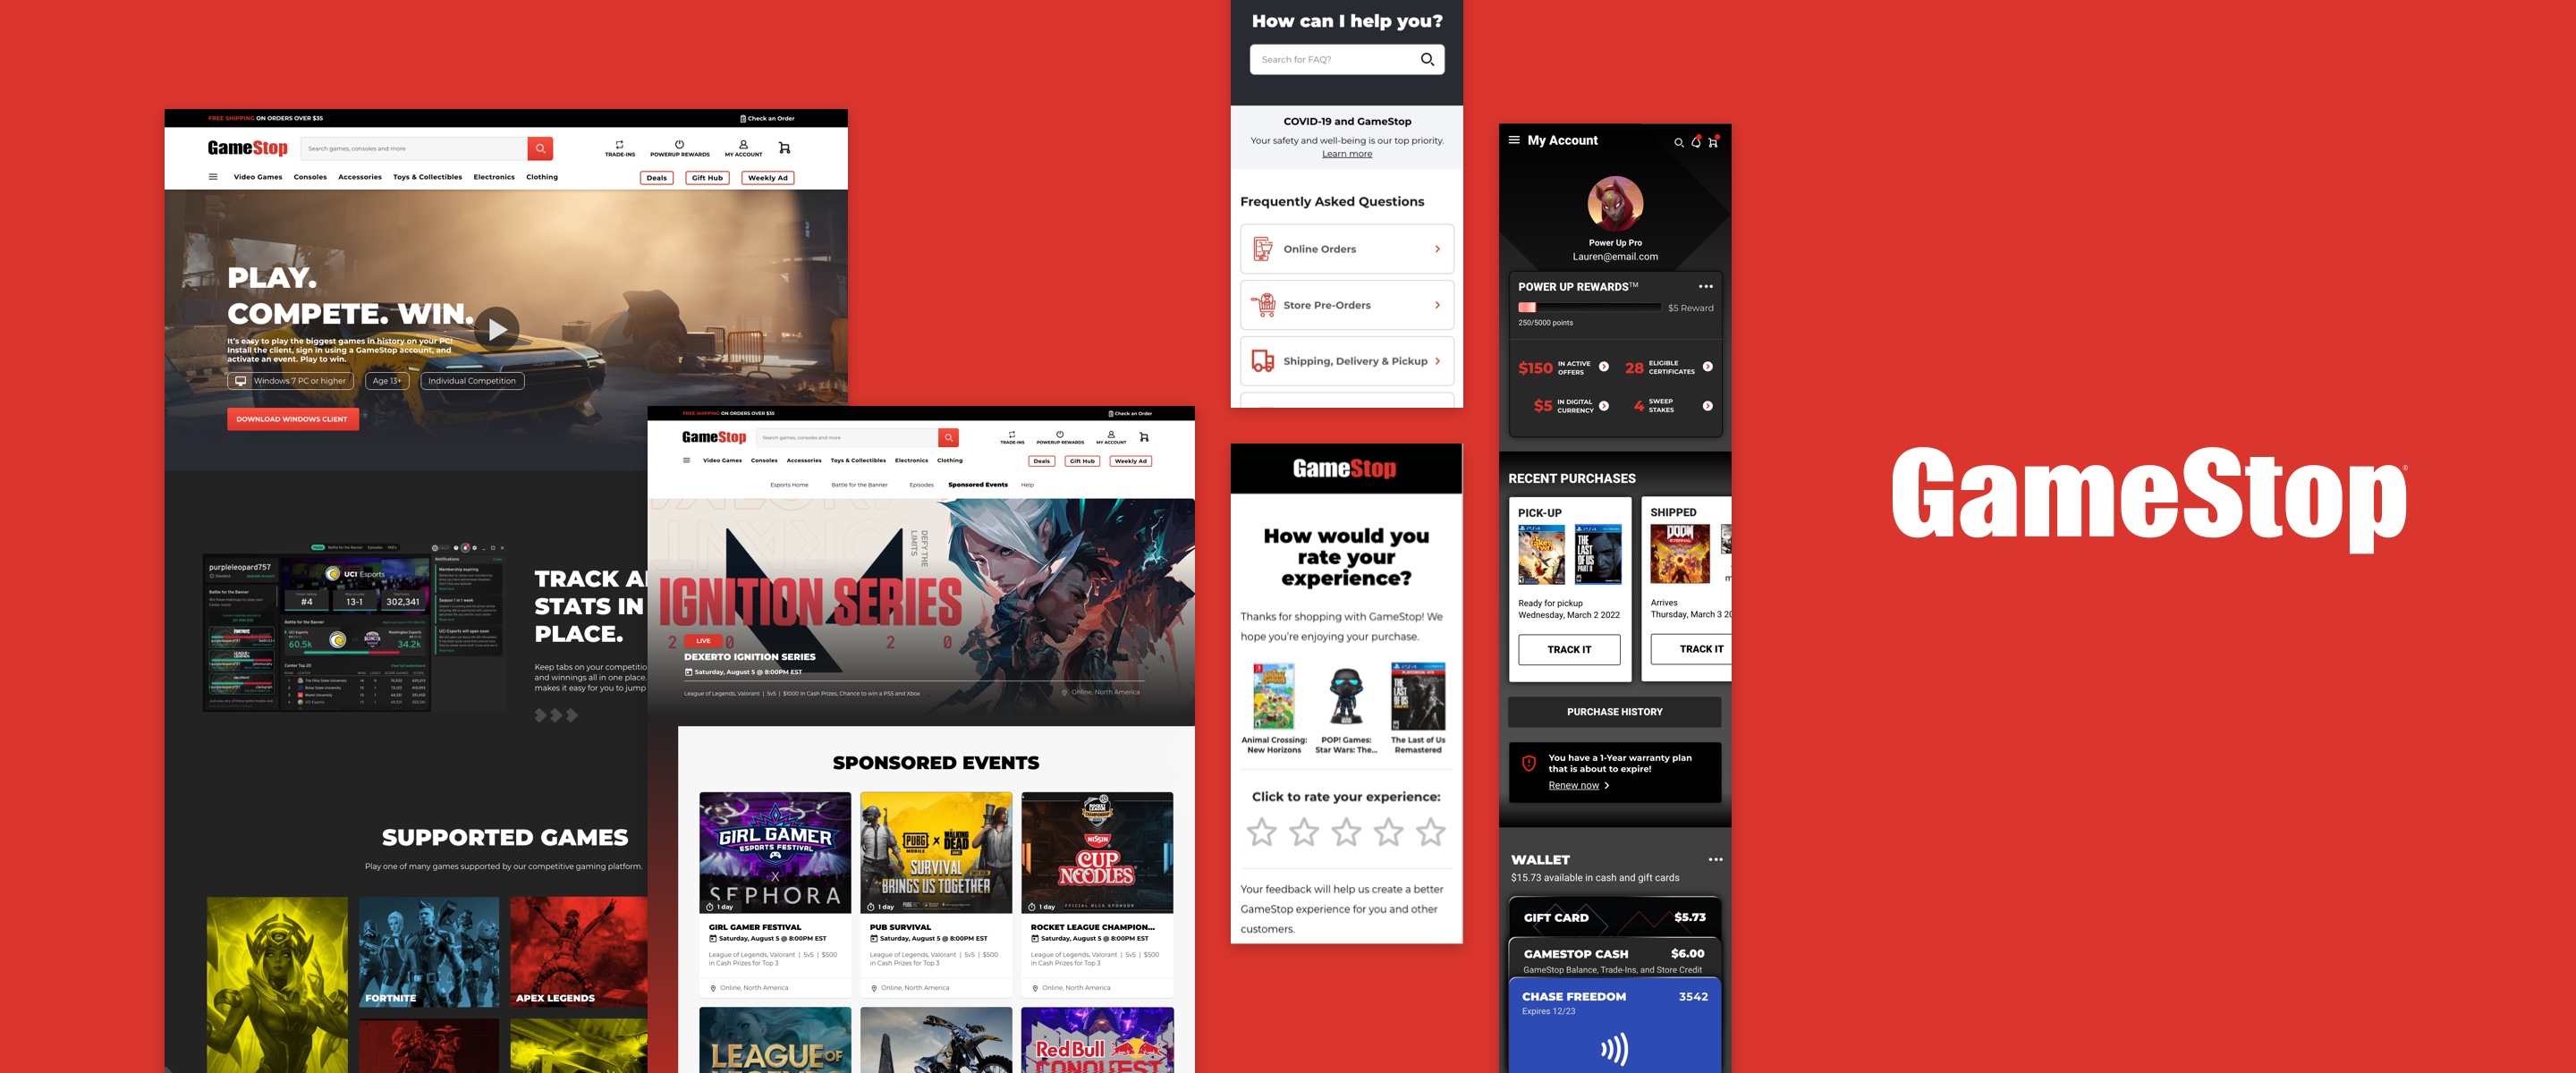 FREE SHIPPING ON ORDERS OVER $35
Check an Order
GameStop
Search games, consoles and more
TRADE-INS
POWERUP REWARDS
MY ACCOUNT
Video Games
Consoles
Accessories
Toys & Collectibles
Electronics
Clothing
Deals
Gift Hub
Weekly Ad
PLAY.
COMPETE. WIN.
It's easy to play the biggest games in history on your PC!
Install the client, sign in using a GameStop account, and
activate an event. Play to win.
Windows 7 PC or higher
Age 13+
Individual Competition
DOWNLOAD WINDOWS CLIENT
purpleleopard757
UCI Esports
#4
13-1
302,341
Battle for the Banner
60.5k
34.2k
TRACK A
STATS IN
PLACE.
Keep tabs on your competitio
and winnings all in one place.
makes it easy for you to jump
SUPPORTED GAMES
Play one of many games supported by our competitive gaming platform.
FORTNITE
APEX LEGENDS
FREE SHIPPING ON ORDERS OVER $35
Check an Order
GameStop
Search games, consoles and more
TRADE-INS
POWERUP REWARDS
MY ACCOUNT
Video Games
Consoles
Accessories
Toys & Collectibles
Electronics
Clothing
Deals
Gift Hub
Weekly Ad
Esports Home
Battle for the Banner
Episodes
Sponsored Events
Help
DEFY THE
LIMITS
IGNITION SERIES
2 0 2 0
LIVE
DEXERTO IGNITION SERIES
Saturday, August 5 @ 8:00PM EST
League of Legends, Valorant | 5v5 | $1000 in Cash Prizes, Chance to win a PS5 and Xbox
Online, North America
SPONSORED EVENTS
GIRL GAMER
ESPORTS FESTIVAL
X
SEPHORA
1 day
GIRL GAMER FESTIVAL
Saturday, August 5 @ 8:00PM EST
League of Legends, Valorant | 5v5 | $500
in Cash Prizes for Top 3
Online, North America
PUBG MOBILE X THE WALKING DEAD
SURVIVAL
BRINGS US TOGETHER
1 day
PUB SURVIVAL
Saturday, August 5 @ 8:00PM EST
League of Legends, Valorant | 5v5 | $500
in Cash Prizes for Top 3
Online, North America
NISSIN
CUP
NOODLES
1 day
OFFICIAL RLCS SPONSOR
ROCKET LEAGUE CHAMPION...
Saturday, August 5 @ 8:00PM EST
League of Legends, Valorant | 5v5 | $500
in Cash Prizes for Top 3
Online, North America
LEAGUE OF
LEGENDS
Red Bull
CONQUEST
How can I help you?
Search for FAQ?
COVID-19 and GameStop
Your safety and well-being is our top priority.
Learn more
Frequently Asked Questions
Online Orders
Store Pre-Orders
Shipping, Delivery & Pickup
GameStop
How would you
rate your
experience?
Thanks for shopping with GameStop! We
hope you're enjoying your purchase.
Animal Crossing:
New Horizons
POP! Games:
Star Wars: The...
The Last of Us
Remastered
Click to rate your experience:
Your feedback will help us create a better
GameStop experience for you and other
customers.
My Account
Power Up Pro
Lauren@email.com
POWER UP REWARDS™
$5 Reward
250/5000 points
$150 IN ACTIVE OFFERS
28 ELIGIBLE CERTIFICATES
$5 IN DIGITAL CURRENCY
4 SWEEP STAKES
RECENT PURCHASES
PICK-UP
Ready for pickup
Wednesday, March 2 2022
TRACK IT
SHIPPED
Arrives
Thursday, March 3 20
TRACK IT
PURCHASE HISTORY
You have a 1-Year warranty plan
that is about to expire!
Renew now
WALLET
$15.73 available in cash and gift cards
GIFT CARD
$5.73
GAMESTOP CASH
$6.00
GameStop Balance, Trade-Ins, and Store Credit
CHASE FREEDOM
3542
Expires 12/23
GameStop®